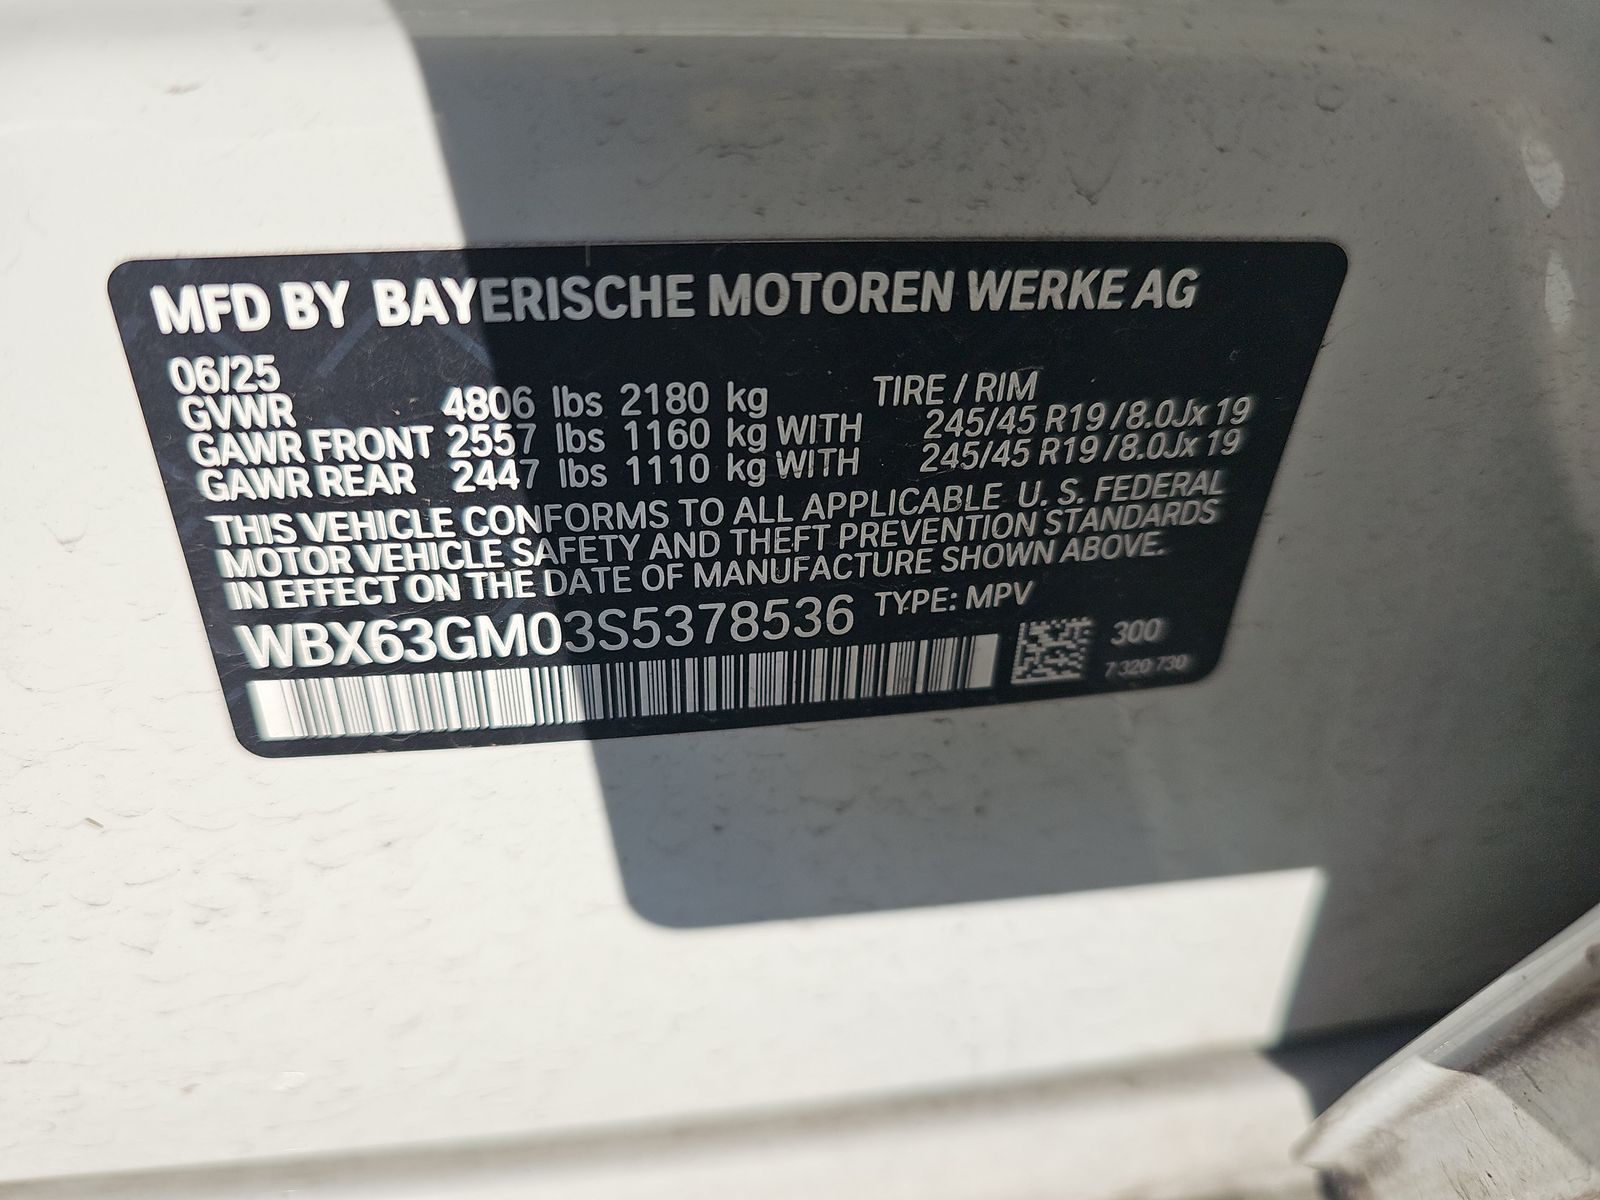 MFD BY BAYERISCHE MOTOREN WERKE AG
06/25
GVWR 4806 lbs 2180 kg TIRE / RIM
GAWR FRONT 2557 lbs 1160 kg WITH 245/45 R19 / 8.0Jx 19
GAWR REAR 2447 lbs 1110 kg WITH 245/45 R19 / 8.0Jx 19
THIS VEHICLE CONFORMS TO ALL APPLICABLE U. S. FEDERAL
MOTOR VEHICLE SAFETY AND THEFT PREVENTION STANDARDS
IN EFFECT ON THE DATE OF MANUFACTURE SHOWN ABOVE.
WBX63GM03S5378536 TYPE: MPV
300
7 320 730